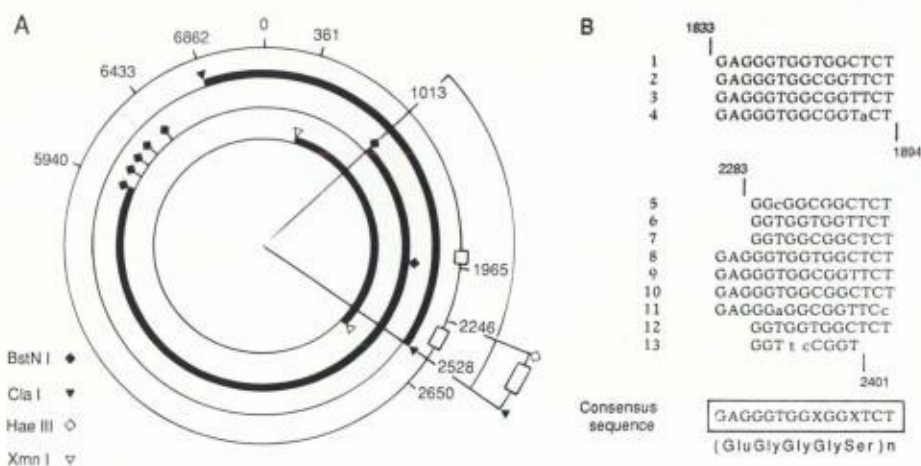 A
0
361
6862
6433
5940
1013
1965
2246
2528
2650
BstN I
Cla I
Hae III
Xmn I
B
1833
1 GAGGGTGGTGGCTCT
2 GAGGGTGGCGGTTCT
3 GAGGGTGGCGGTTCT
4 GAGGGTGGCGGTaCT
1894
2283
5 GGcGGCGGCTCT
6 GGTGGTGGTTCT
7 GGTGGCGGCTCT
8 GAGGGTGGTGGCTCT
9 GAGGGTGGCGGTTCT
10 GAGGGTGGCGGCTCT
11 GAGGGaGGCGGTTCc
12 GGTGGTGGCTCT
13 GGT t cCGGT
2401
Consensus
sequence
GAGGGTGGXGGXTCT
(GluGlyGlyGlySer)n